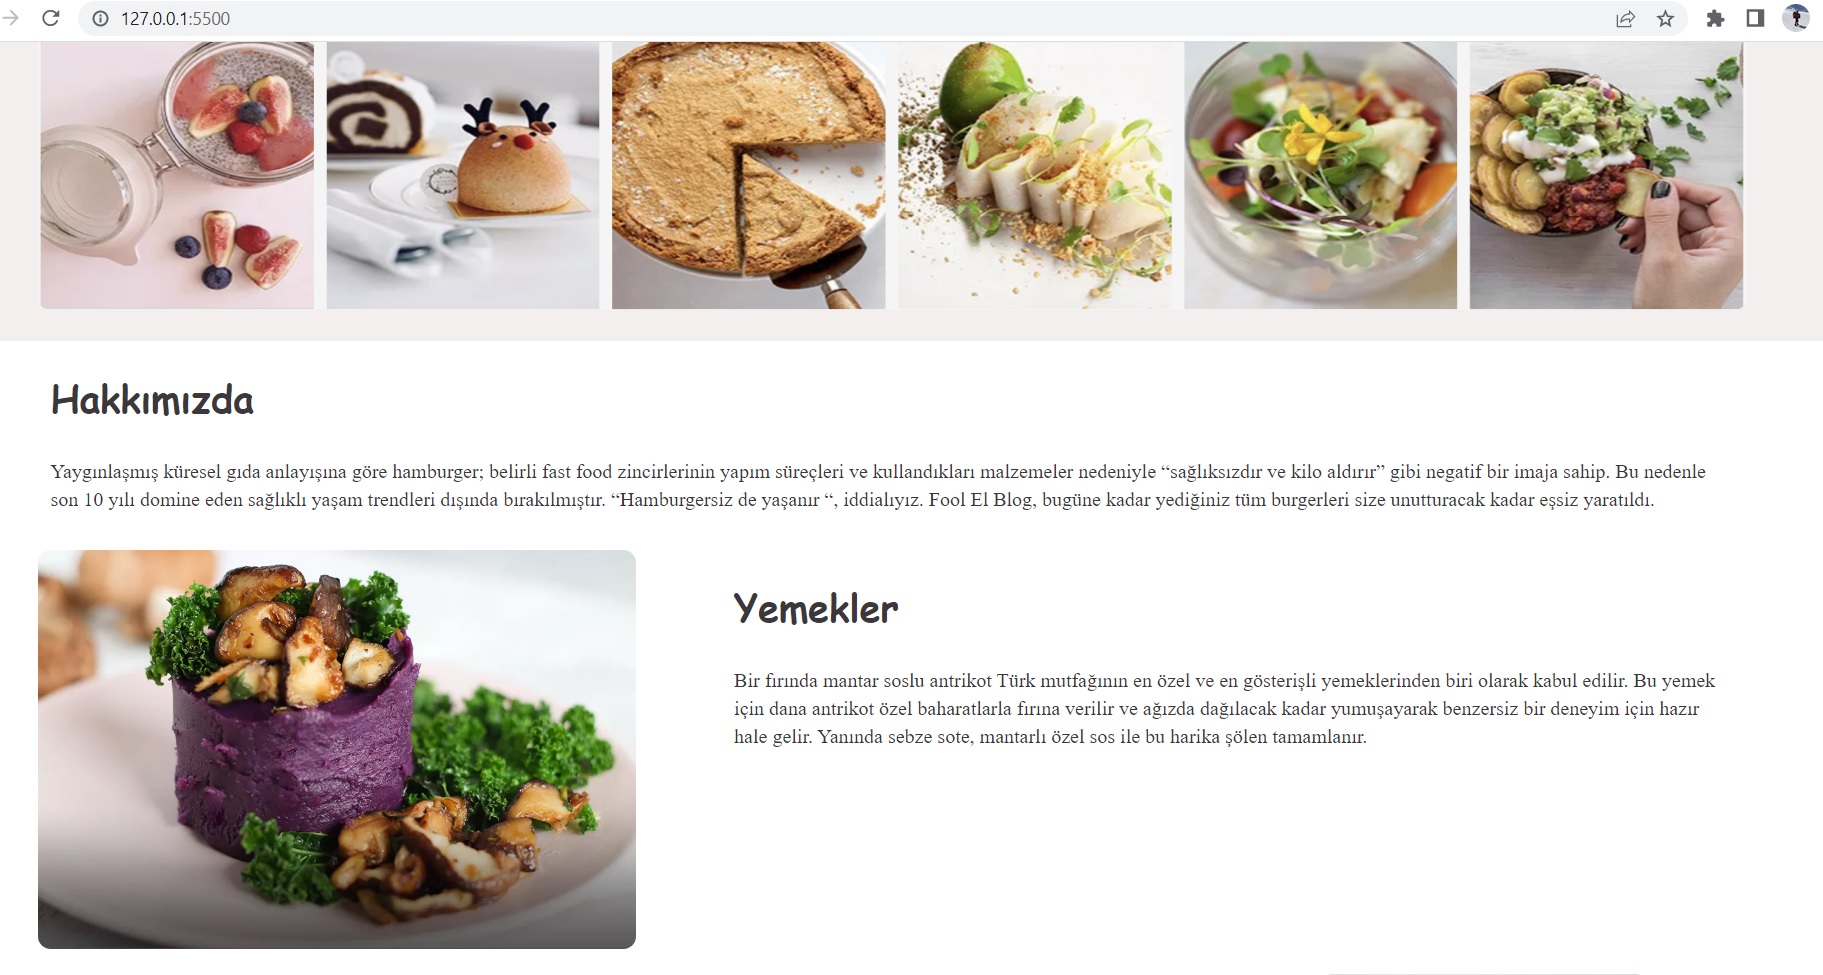 127.0.0.1:5500
Hakkımızda
Yaygınlaşmış küresel gıda anlayışına göre hamburger; belirli fast food zincirlerinin yapım süreçleri ve kullandıkları malzemeler nedeniyle “sağlıksızdır ve kilo aldırır” gibi negatif bir imaja sahip. Bu nedenle
son 10 yılı domine eden sağlıklı yaşam trendleri dışında bırakılmıştır. “Hamburgersiz de yaşanır “, iddialıyız. Fool El Blog, bugüne kadar yediğiniz tüm burgerleri size unutturacak kadar eşsiz yaratıldı.
Yemekler
Bir fırında mantar soslu antrikot Türk mutfağının en özel ve en gösterişli yemeklerinden biri olarak kabul edilir. Bu yemek
için dana antrikot özel baharatlarla fırına verilir ve ağızda dağılacak kadar yumuşayarak benzersiz bir deneyim için hazır
hale gelir. Yanında sebze sote, mantarlı özel sos ile bu harika şölen tamamlanır.